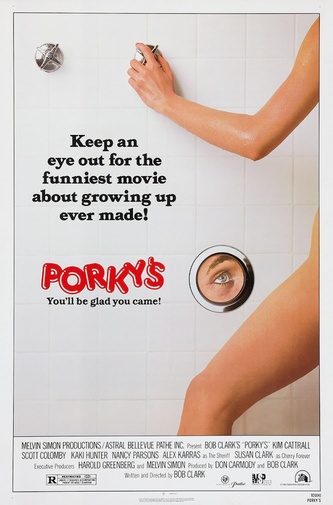 Keep an
eye out for the
funniest movie
about growing up
ever made!
PORKY'S
You'll be glad you came!
MELVIN SIMON PRODUCTIONS/ASTRAL BELLEVUE PATHE INC. Present BOB CLARK'S "PORKY'S" KIM CATTRALL
SCOTT COLOMBY KAKI HUNTER NANCY PARSONS ALEX KARRAS as The Sheriff SUSAN CLARK as Cherry Forever
Executive Producers HAROLD GREENBERG and MELVIN SIMON Produced by DON CARMODY and BOB CLARK
Written and Directed by BOB CLARK
R RESTRICTED
PORKY'S